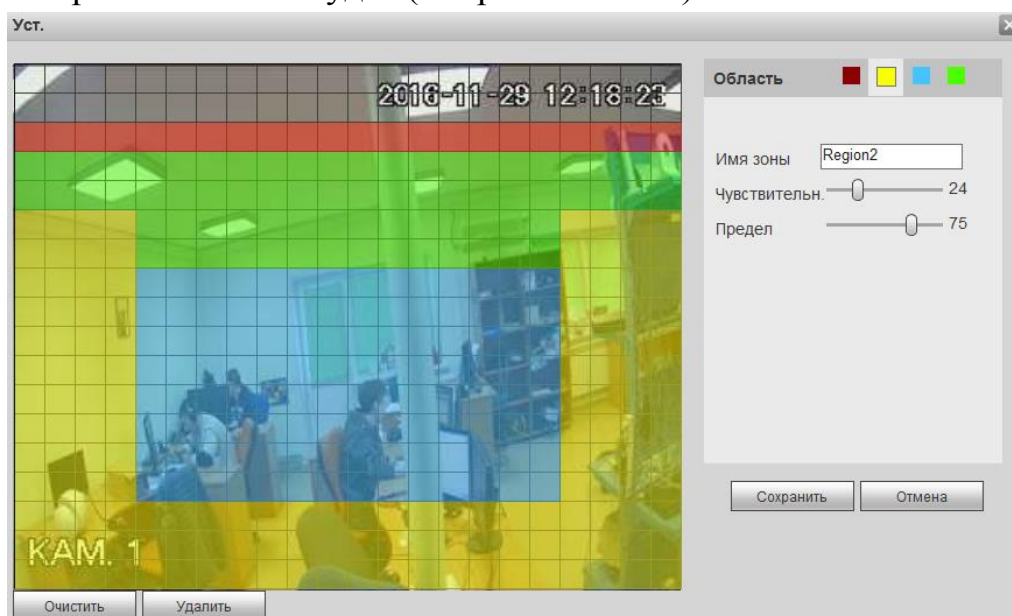 Уст.
2016-11-29 12:18:23
Область
Имя зоны Region2
Чувствительн. 24
Предел 75
Сохранить Отмена
КАМ. 1
Очистить Удалить